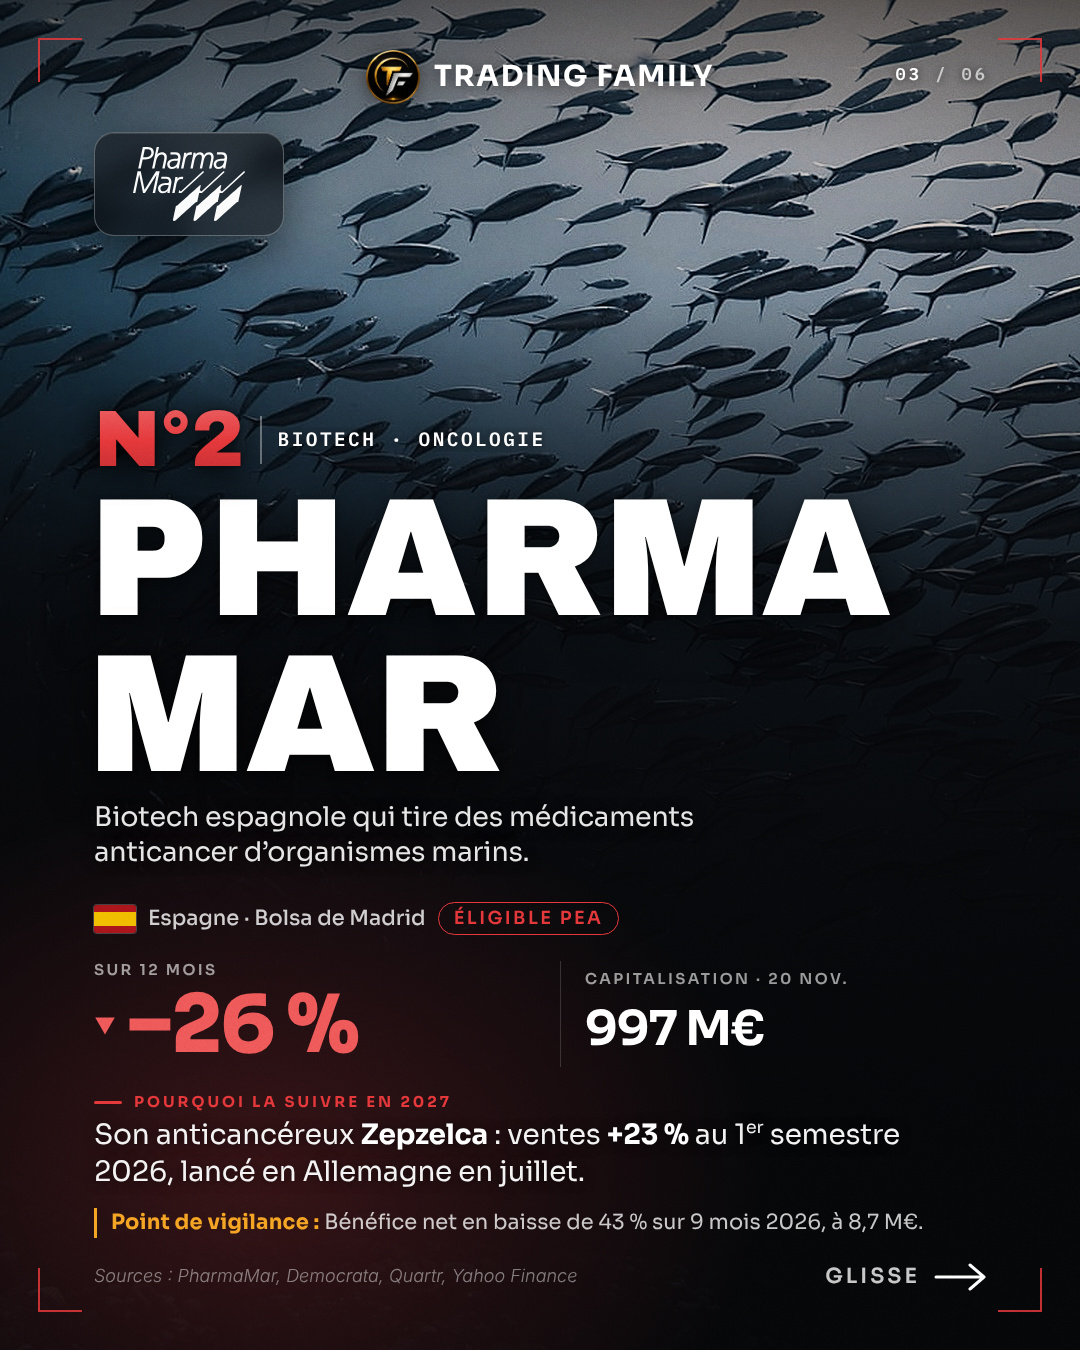 TF TRADING FAMILY
03 / 06
Pharma
Mar
N°2
BIOTECH · ONCOLOGIE
PHARMA
MAR
Biotech espagnole qui tire des médicaments
anticancer d’organismes marins.
Espagne · Bolsa de Madrid ÉLIGIBLE PEA
SUR 12 MOIS
▼ −26 %
CAPITALISATION · 20 NOV.
997 M€
POURQUOI LA SUIVRE EN 2027
Son anticancéreux Zepzelca : ventes +23 % au 1er semestre
2026, lancé en Allemagne en juillet.
Point de vigilance : Bénéfice net en baisse de 43 % sur 9 mois 2026, à 8,7 M€.
Sources : PharmaMar, Democrata, Quartr, Yahoo Finance
GLISSE →